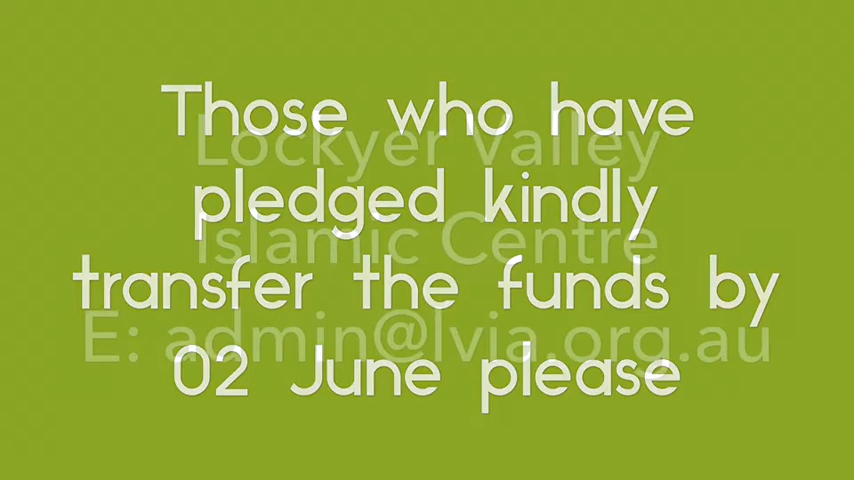 Those who have
pledged kindly
transfer the funds by
02 June please
Lockyer Valley
Islamic Centre
E: admin@lvia.org.au